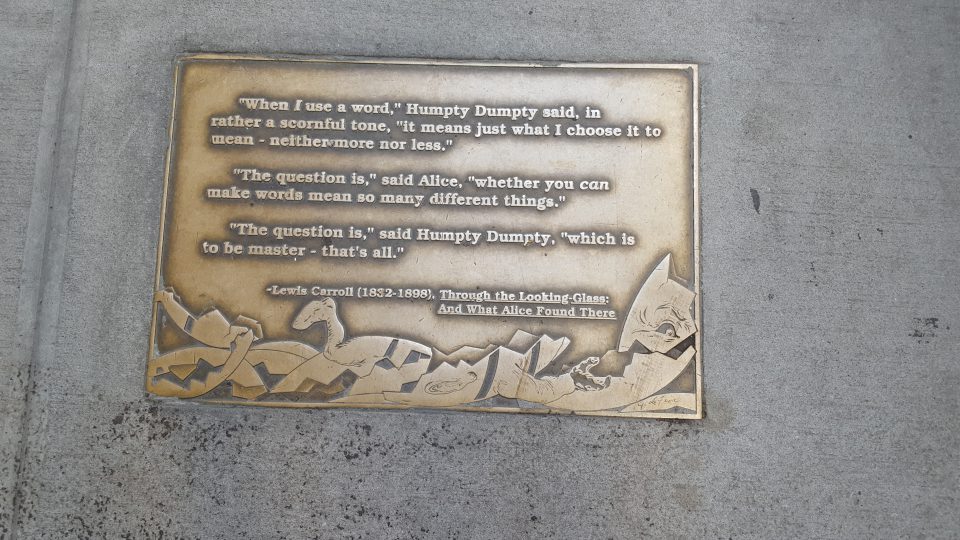 "When I use a word," Humpty Dumpty said, in
rather a scornful tone, "it means just what I choose it to
mean - neither more nor less."
"The question is," said Alice, "whether you can
make words mean so many different things."
"The question is," said Humpty Dumpty, "which is
to be master - that's all."
-Lewis Carroll (1832-1898), Through the Looking-Glass:
And What Alice Found There